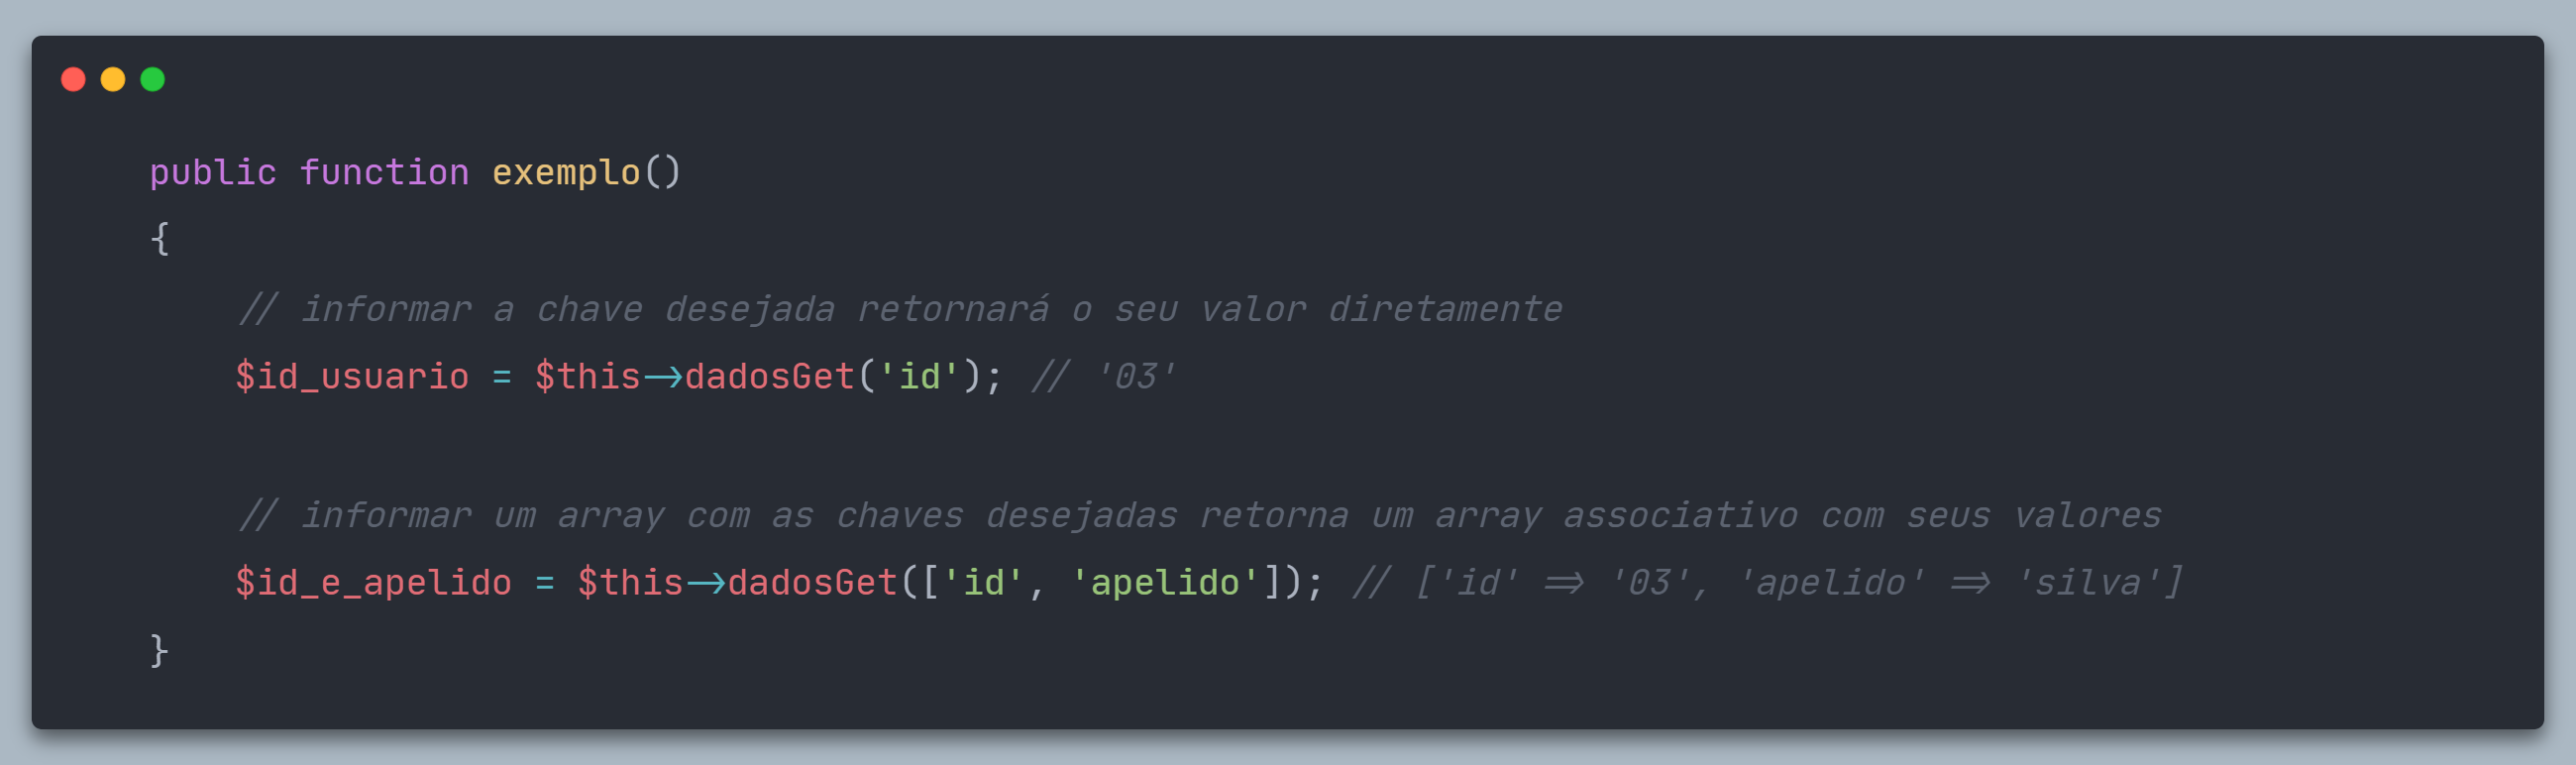 public function exemplo()
{
// informar a chave desejada retornará o seu valor diretamente
$id_usuario = $this->dadosGet('id'); // '03'
// informar um array com as chaves desejadas retorna um array associativo com seus valores
$id_e_apelido = $this->dadosGet(['id', 'apelido']); // ['id' => '03', 'apelido' => 'silva']
}